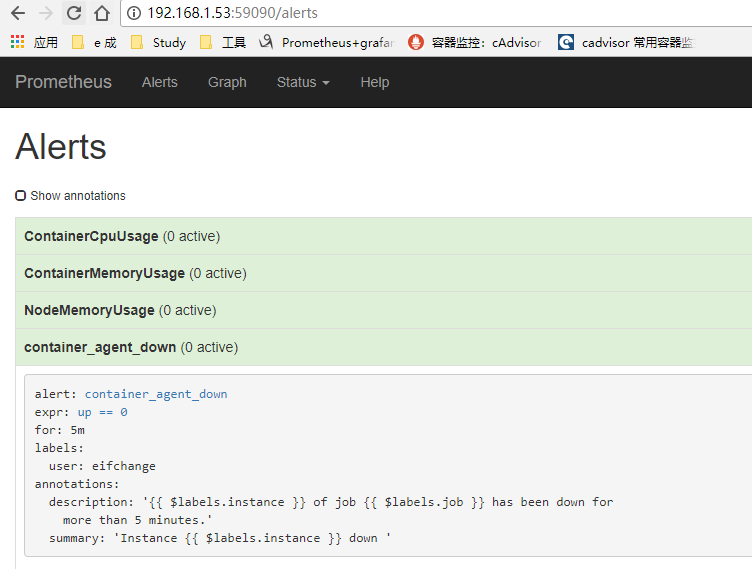 192.168.1.53:59090/alerts
应用 e 成 Study 工具 Prometheus+grafan 容器监控：cAdvisor cadvisor 常用容器监
Prometheus Alerts Graph Status Help
Alerts
Show annotations
ContainerCpuUsage (0 active)
ContainerMemoryUsage (0 active)
NodeMemoryUsage (0 active)
container_agent_down (0 active)
alert: container_agent_down
expr: up == 0
for: 5m
labels:
  user: eifchange
annotations:
  description: '{{ $labels.instance }} of job {{ $labels.job }} has been down for
    more than 5 minutes.'
  summary: 'Instance {{ $labels.instance }} down '